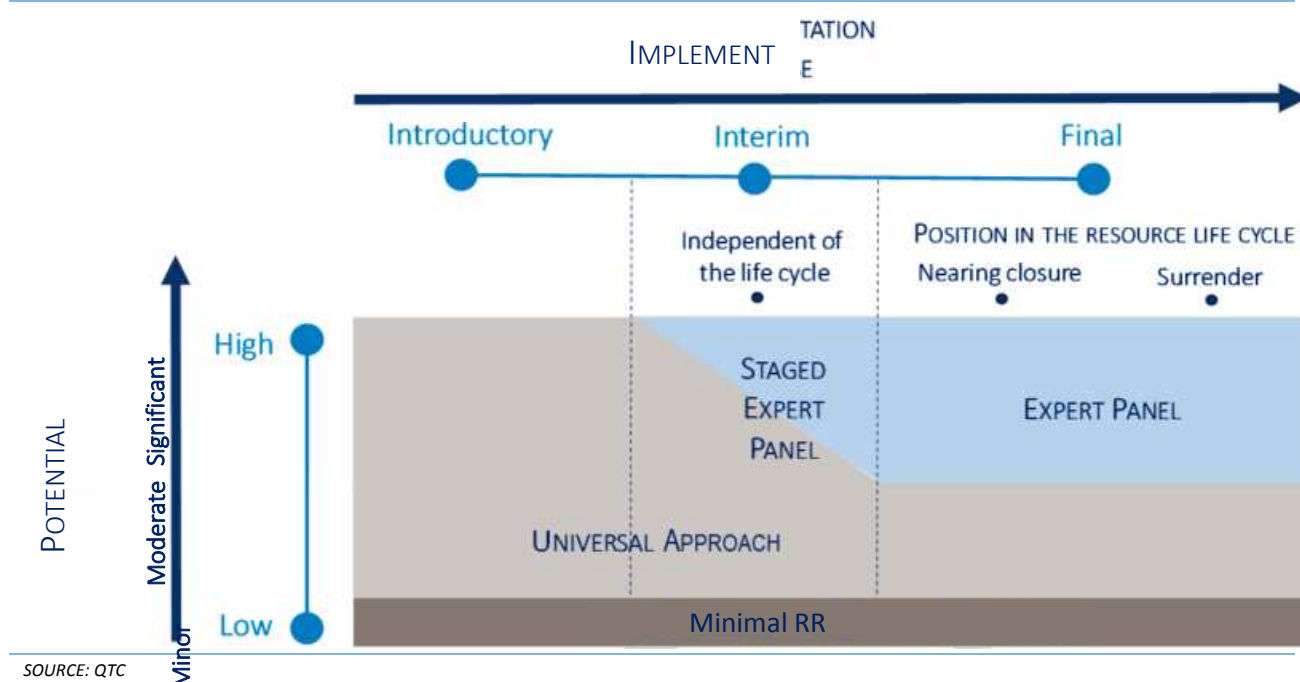 IMPLEMENT
TATION
E
Introductory
Interim
Final
Independent of
the life cycle
POSITION IN THE RESOURCE LIFE CYCLE
Nearing closure
Surrender
High
Low
POTENTIAL
Minor
Moderate Significant
STAGED
EXPERT
PANEL
EXPERT PANEL
UNIVERSAL APPROACH
Minimal RR
SOURCE: QTC